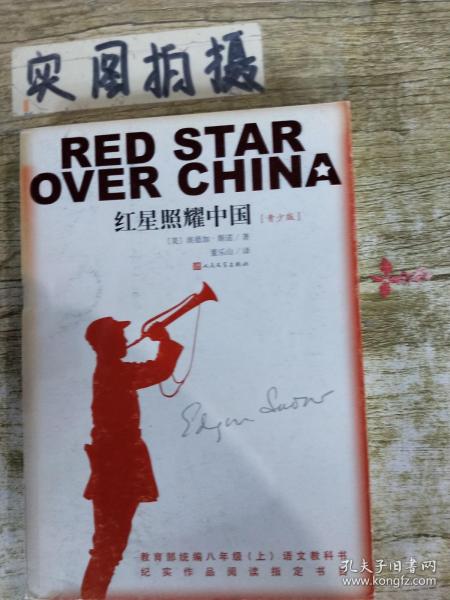 实图拍摄
RED STAR
OVER CHINA
红星照耀中国 [青少版]
[美] 埃德加·斯诺 / 著
董乐山 / 译
人民文学出版社
Edgar Snow
教育部统编八年级（上）语文教科书
纪实作品阅读指定书
孔夫子旧书网
kongfz.com